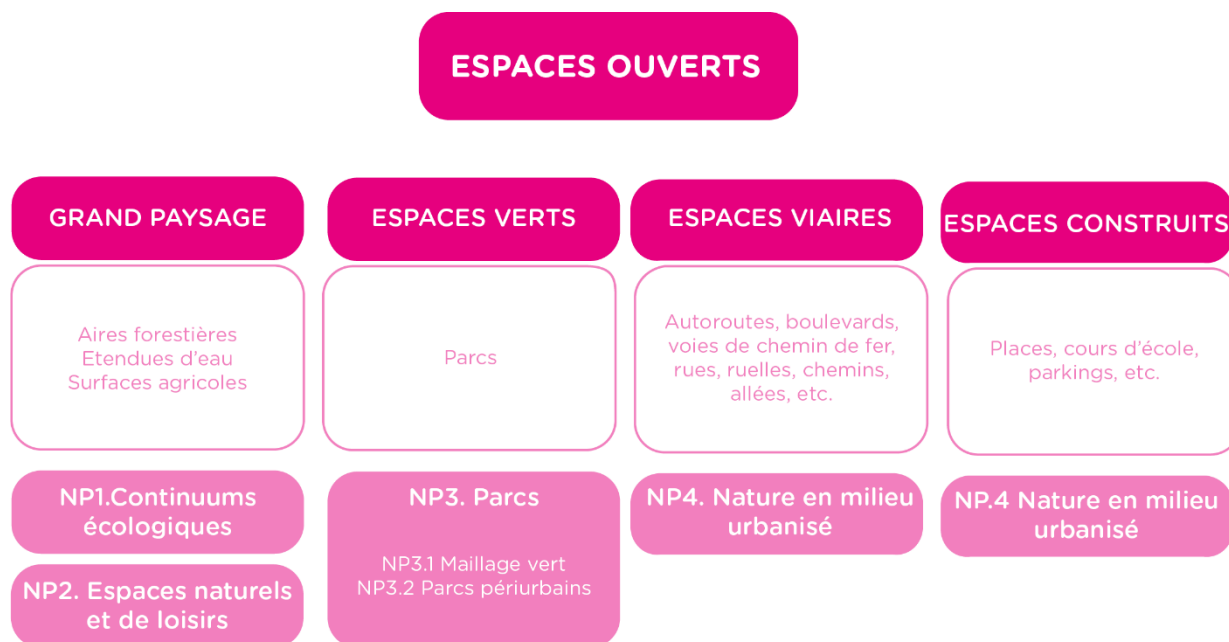 ESPACES OUVERTS
GRAND PAYSAGE
Aires forestières
Etendues d'eau
Surfaces agricoles
NP1.Continuums
écologiques
NP2. Espaces naturels
et de loisirs
ESPACES VERTS
Parcs
NP3. Parcs
NP3.1 Maillage vert
NP3.2 Parcs périurbains
ESPACES VIAIRES
Autoroutes, boulevards,
voies de chemin de fer,
rues, ruelles, chemins,
allées, etc.
NP4. Nature en milieu
urbanisé
ESPACES CONSTRUITS
Places, cours d'école,
parkings, etc.
NP.4 Nature en milieu
urbanisé